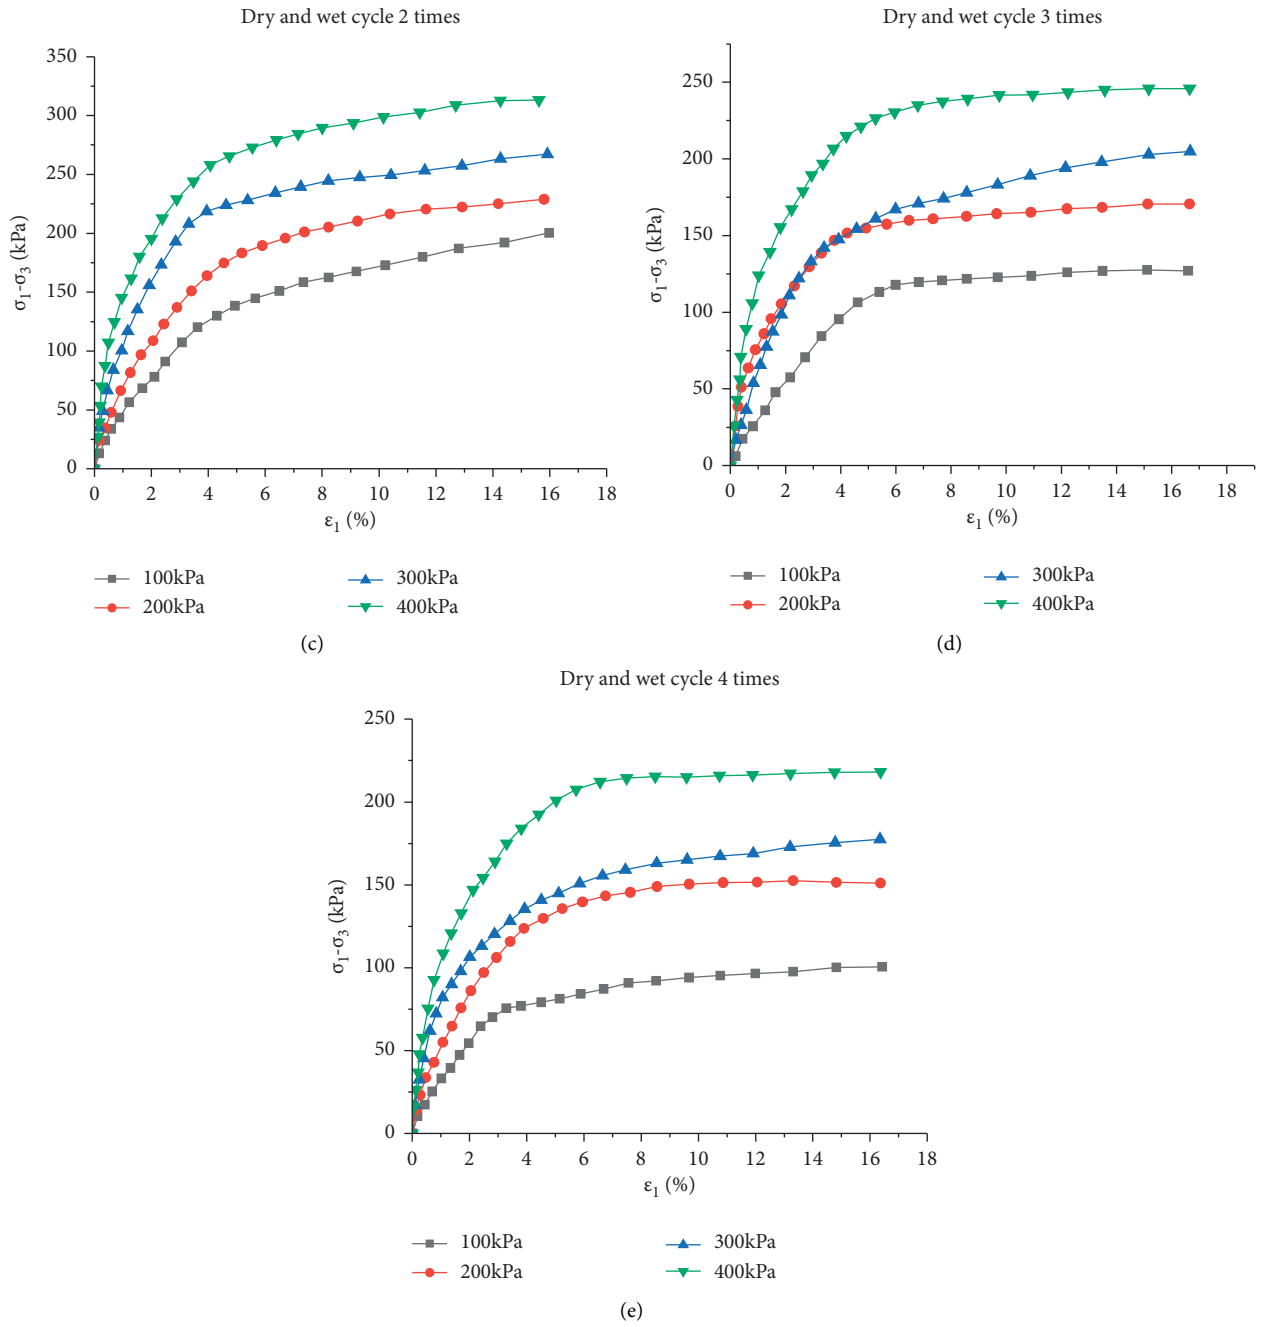 Dry and wet cycle 2 times
350
300
250
200
150
100
50
0
σ1-σ3 (kPa)
0 2 4 6 8 10 12 14 16 18
ε1 (%)
100kPa 300kPa
200kPa 400kPa
(c)
Dry and wet cycle 3 times
250
200
150
100
50
0
σ1-σ3 (kPa)
0 2 4 6 8 10 12 14 16 18
ε1 (%)
100kPa 300kPa
200kPa 400kPa
(d)
Dry and wet cycle 4 times
250
200
150
100
50
0
σ1-σ3 (kPa)
0 2 4 6 8 10 12 14 16 18
ε1 (%)
100kPa 300kPa
200kPa 400kPa
(e)